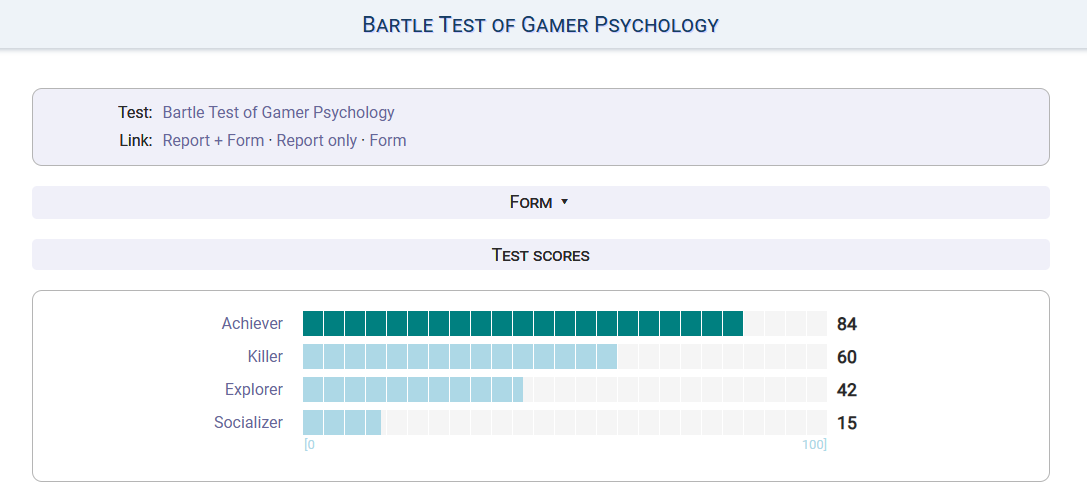 Bartle Test of Gamer Psychology
Test: Bartle Test of Gamer Psychology
Link: Report + Form · Report only · Form
Form ▾
Test scores
Achiever 84
Killer 60
Explorer 42
Socializer 15
[0 100]